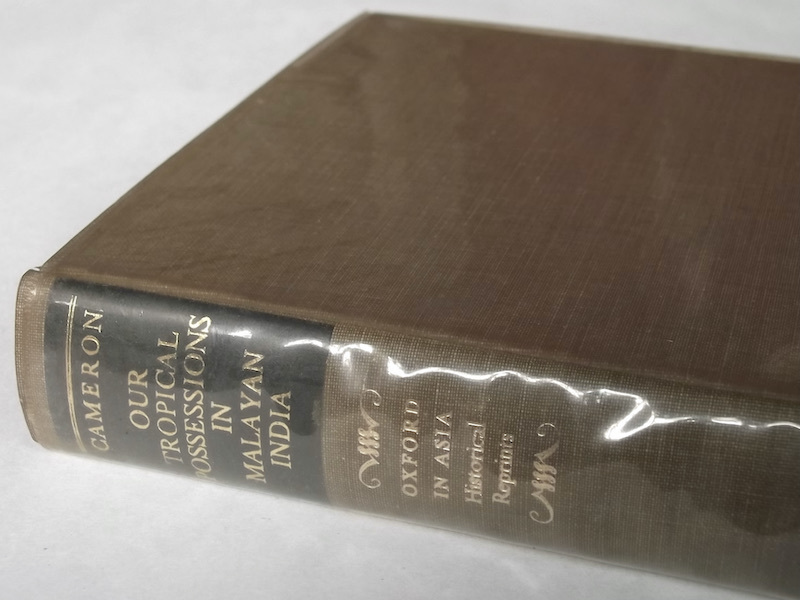 CAMERON
OUR
TROPICAL
POSSESSIONS
IN
MALAYAN
INDIA
OXFORD
IN ASIA
Historical
Reprints